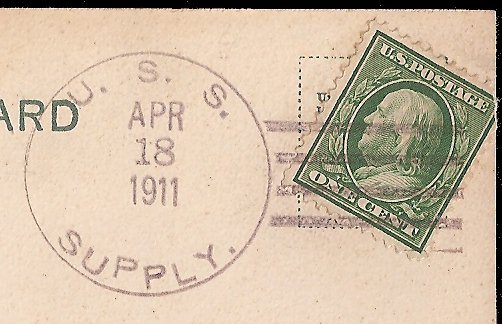 ARD
U. S. S.
APR
18
1911
SUPPLY.
U.S. POSTAGE
ONE CENT